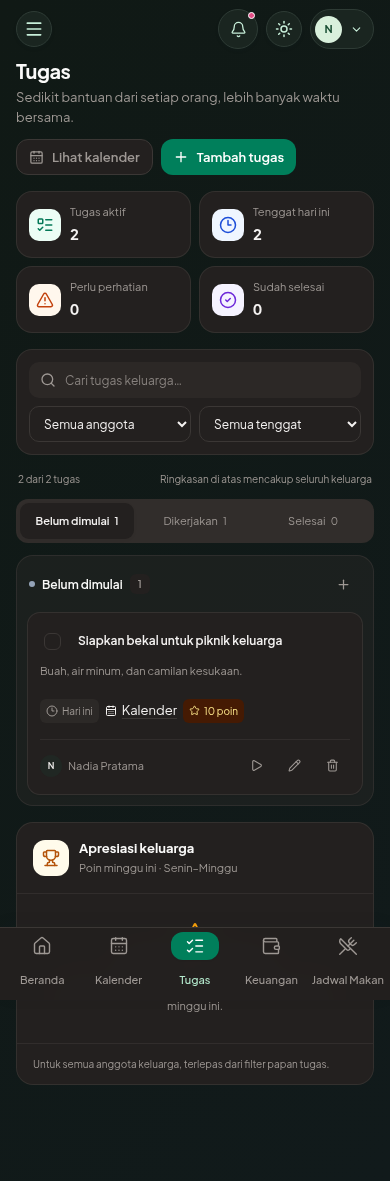 N
Tugas
Sedikit bantuan dari setiap orang, lebih banyak waktu
bersama.
Lihat kalender
Tambah tugas
Tugas aktif
2
Tenggat hari ini
2
Perlu perhatian
0
Sudah selesai
0
Cari tugas keluarga...
Semua anggota
Semua tenggat
2 dari 2 tugas
Ringkasan di atas mencakup seluruh keluarga
Belum dimulai 1
Dikerjakan 1
Selesai 0
Belum dimulai 1
Siapkan bekal untuk piknik keluarga
Buah, air minum, dan camilan kesukaan.
Hari ini
Kalender
10 poin
N Nadia Pratama
Apresiasi keluarga
Poin minggu ini · Senin–Minggu
Beranda
Kalender
Tugas
Keuangan
Jadwal Makan
minggu ini.
Untuk semua anggota keluarga, terlepas dari filter papan tugas.